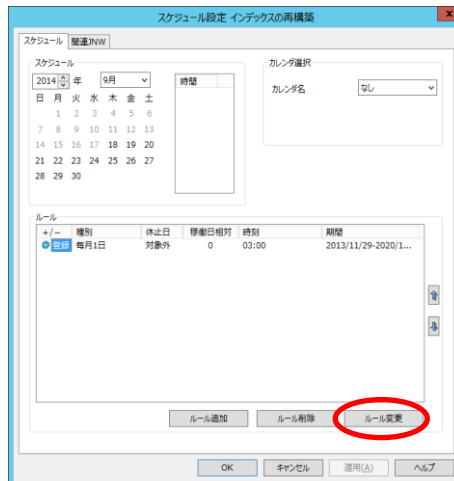 スケジュール設定 インデックスの再構築
x
スケジュール 関連JNW
スケジュール
2014 年 9月
日 月 火 水 木 金 土
1 2 3 4 5 6
7 8 9 10 11 12 13
14 15 16 17 18 19 20
21 22 23 24 25 26 27
28 29 30
時間
カレンダ選択
カレンダ名 なし
ルール
+/- 種別 休止日 稼働日相対 時刻 期間
登録 毎月1日 対象外 0 03:00 2013/11/29-2020/1...
ルール追加 ルール削除 ルール変更
OK キャンセル 適用(A) ヘルプ